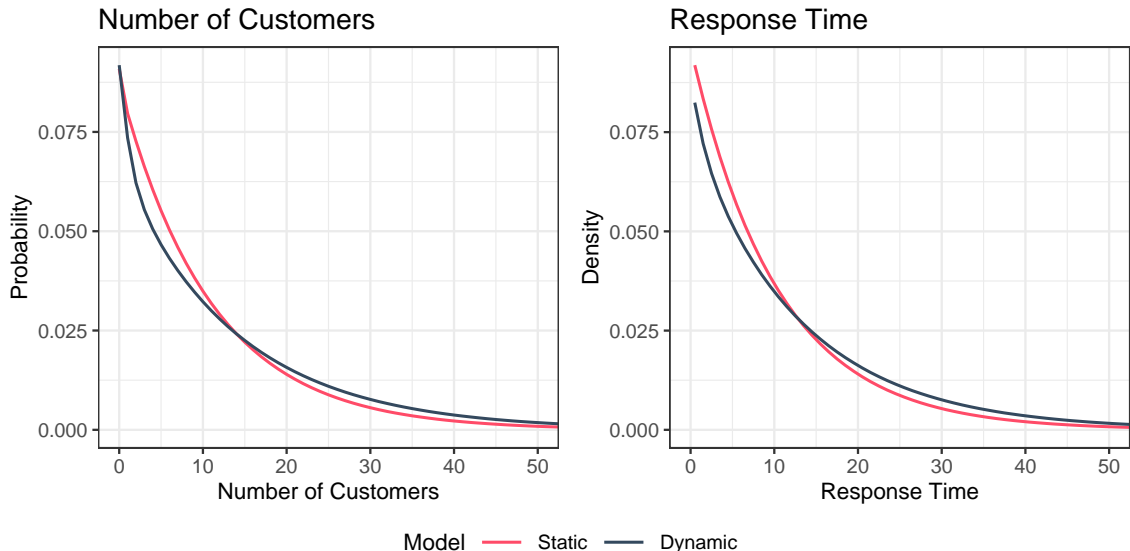 Number of Customers
Response Time
Probability
0.075
0.050
0.025
0.000
0 10 20 30 40 50
Number of Customers
Density
0.075
0.050
0.025
0.000
0 10 20 30 40 50
Response Time
Model Static Dynamic